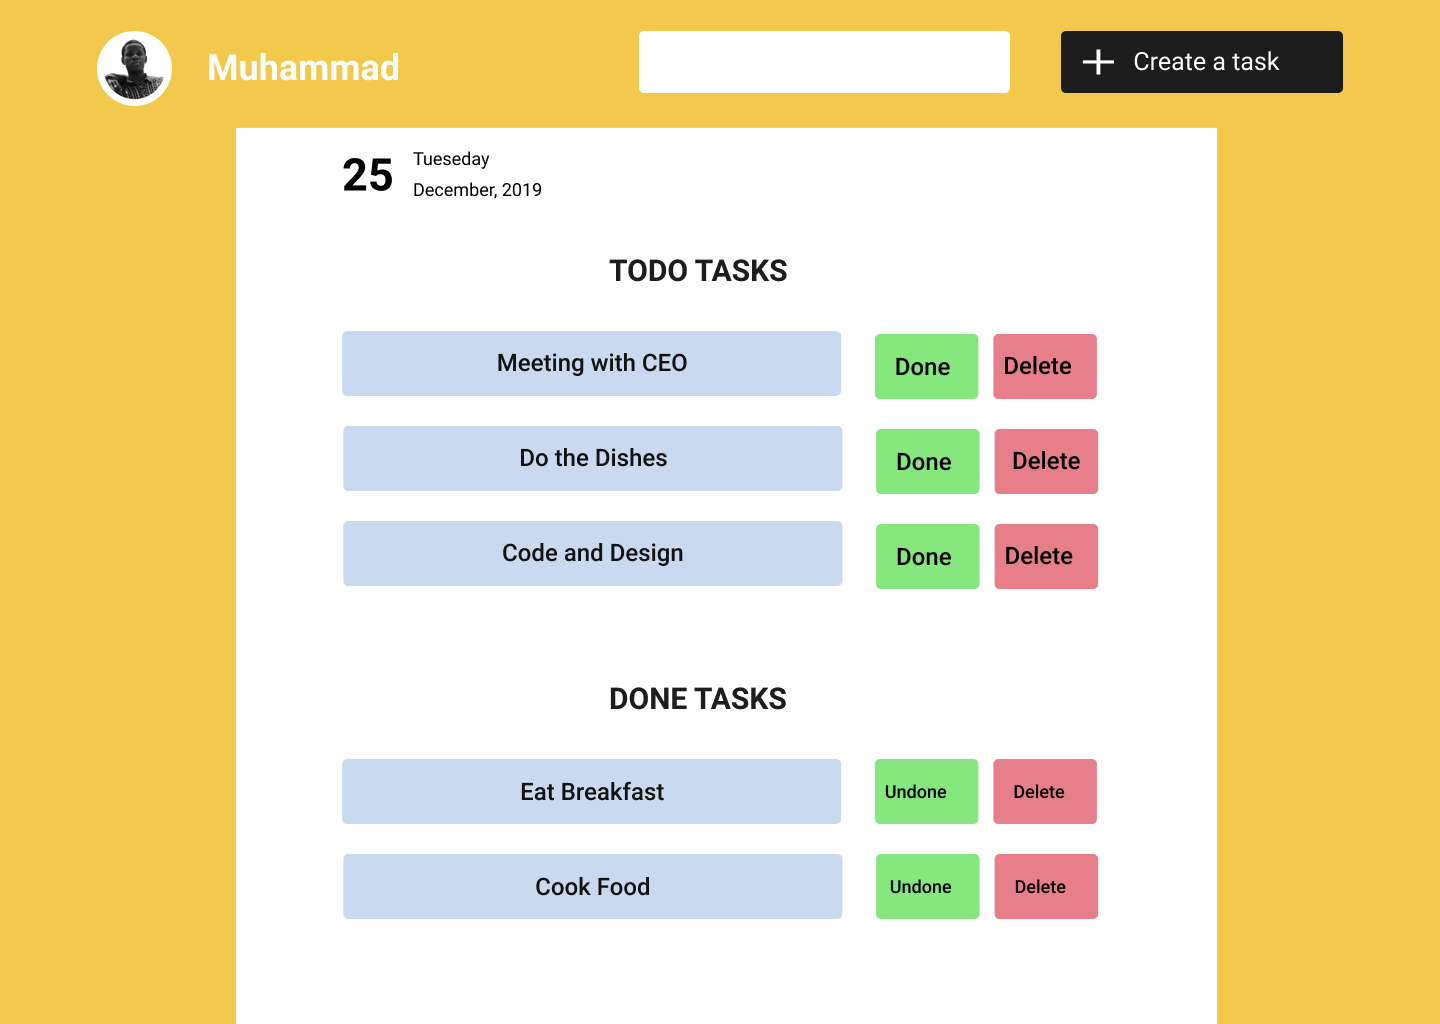 Muhammad
Create a task
25
Tueseday
December, 2019
TODO TASKS
Meeting with CEO
Done
Delete
Do the Dishes
Done
Delete
Code and Design
Done
Delete
DONE TASKS
Eat Breakfast
Undone
Delete
Cook Food
Undone
Delete